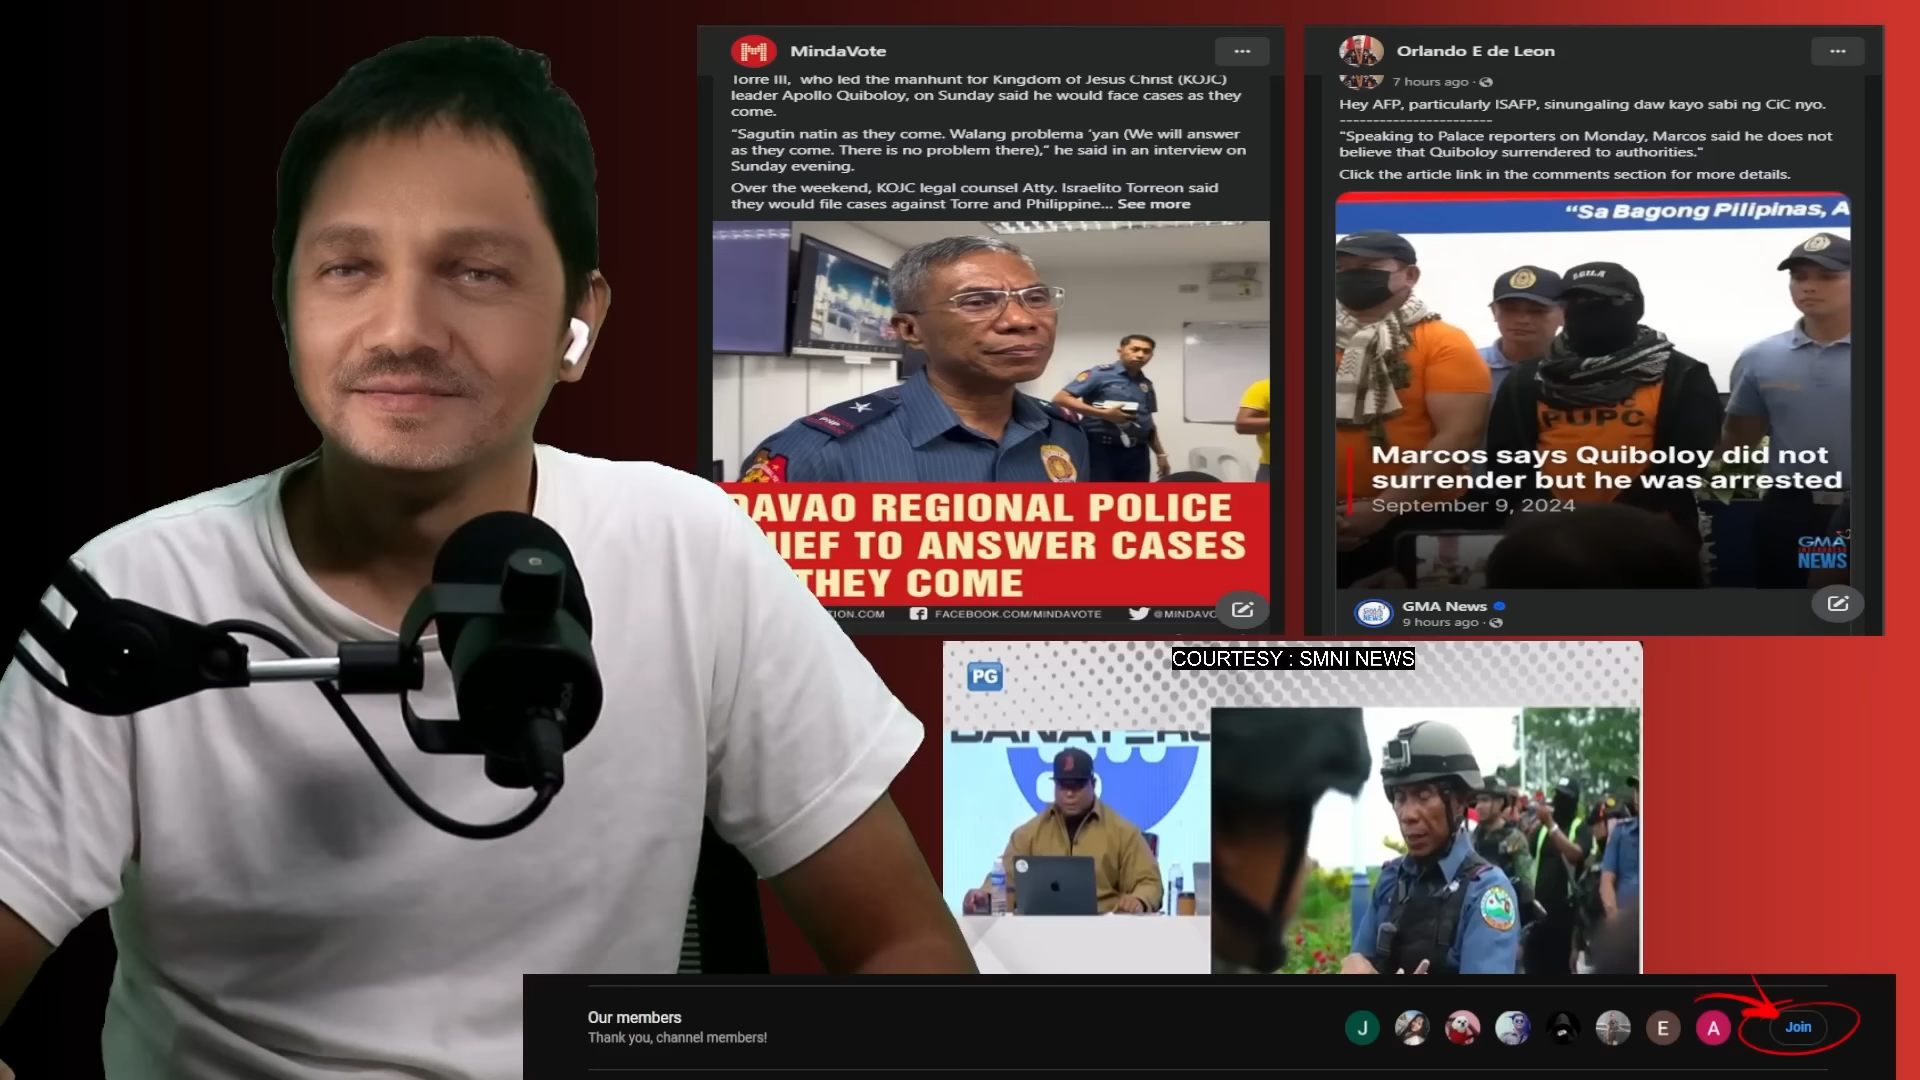 MindaVote
Torre III, who led the manhunt for Kingdom of Jesus Christ (KOJC)
leader Apollo Quiboloy, on Sunday said he would face cases as they
come.
“Sagutin natin as they come. Walang problema ‘yan (We will answer
as they come. There is no problem there),” he said in an interview on
Sunday evening.
Over the weekend, KOJC legal counsel Atty. Israelito Torreon said
they would file cases against Torre and Philippine... See more
PNP
DAVAO REGIONAL POLICE
HIEF TO ANSWER CASES
THEY COME
TION.COM
FACEBOOK.COM/MINDAVOTE
@MINDAVO
Orlando E de Leon
7 hours ago ·
Hey AFP, particularly ISAFP, sinungaling daw kayo sabi ng CiC nyo.
-----------------------
"Speaking to Palace reporters on Monday, Marcos said he does not
believe that Quiboloy surrendered to authorities."
Click the article link in the comments section for more details.
“Sa Bagong Pilipinas, A
PUPC
Marcos says Quiboloy did not
surrender but he was arrested
September 9, 2024
GMA
NEWS
GMA News
9 hours ago ·
COURTESY : SMNI NEWS
PG
BANATERO
Our members
Thank you, channel members!
J
E
A
Join